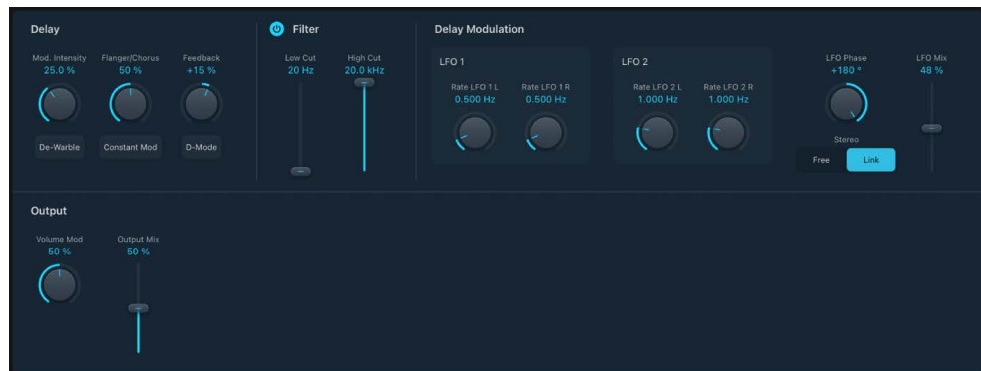 Delay
Filter
Delay Modulation
Mod. Intensity
25.0 %
Flanger/Chorus
50 %
Feedback
+15 %
De-Warble
Constant Mod
D-Mode
Low Cut
20 Hz
High Cut
20.0 kHz
LFO 1
Rate LFO 1 L
0.500 Hz
Rate LFO 1 R
0.500 Hz
LFO 2
Rate LFO 2 L
1.000 Hz
Rate LFO 2 R
1.000 Hz
LFO Phase
+180 °
Stereo
Free
Link
LFO Mix
48 %
Output
Volume Mod
50 %
Output Mix
50 %